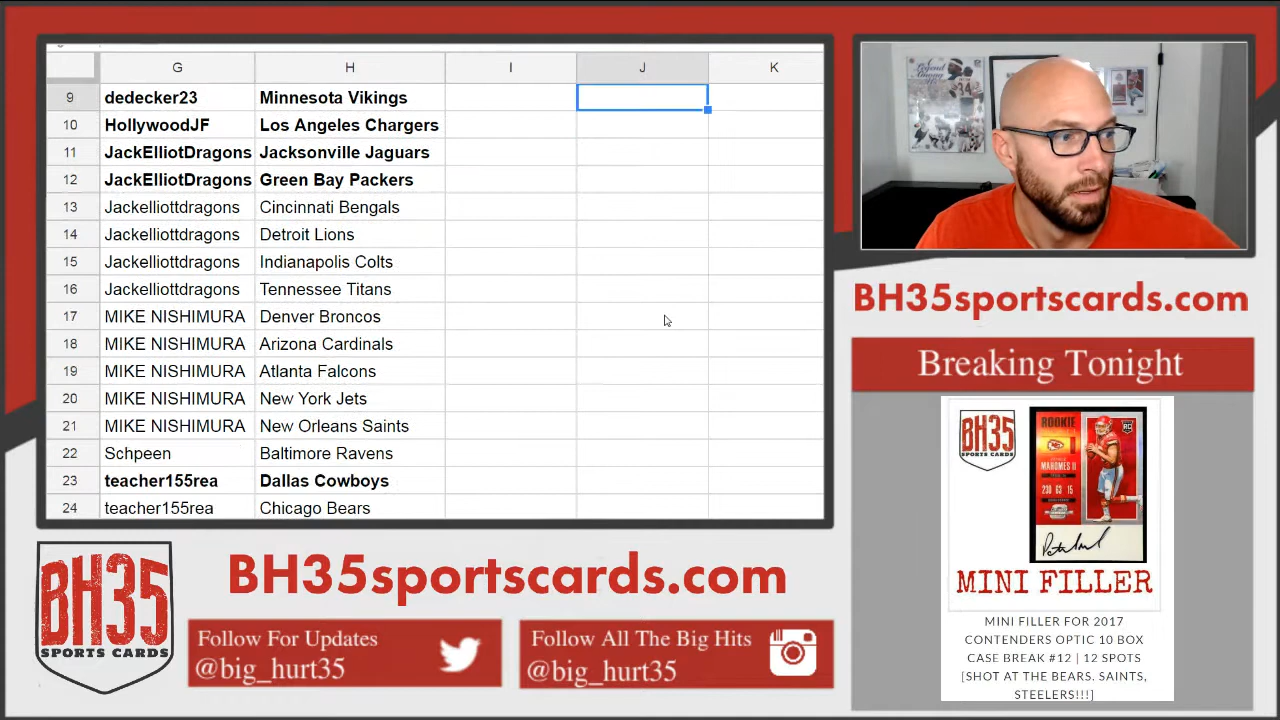 G H I J K
9 dedecker23 Minnesota Vikings
10 HollywoodJF Los Angeles Chargers
11 JackElliotDragons Jacksonville Jaguars
12 JackElliotDragons Green Bay Packers
13 Jackelliottdragons Cincinnati Bengals
14 Jackelliottdragons Detroit Lions
15 Jackelliottdragons Indianapolis Colts
16 Jackelliottdragons Tennessee Titans
17 MIKE NISHIMURA Denver Broncos
18 MIKE NISHIMURA Arizona Cardinals
19 MIKE NISHIMURA Atlanta Falcons
20 MIKE NISHIMURA New York Jets
21 MIKE NISHIMURA New Orleans Saints
22 Schpeen Baltimore Ravens
23 teacher155rea Dallas Cowboys
24 teacher155rea Chicago Bears
34
BH35sportscards.com
Breaking Tonight
BH35
SPORTS CARDS
ROOKIE
RC
MAHOMES II
230 63 15
MINI FILLER
MINI FILLER FOR 2017
CONTENDERS OPTIC 10 BOX
CASE BREAK #12 | 12 SPOTS
[SHOT AT THE BEARS. SAINTS,
STEELERS!!!]
BH35
SPORTS CARDS
BH35sportscards.com
Follow For Updates
@big_hurt35
Follow All The Big Hits
@big_hurt35